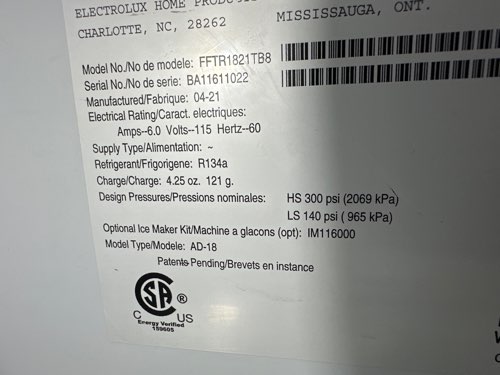 ELECTROLUX HOME
CHARLOTTE, NC, 28262
MISSISSAUGA, ONT.
Model No./No de modele: FFTR1821TB8
Serial No./No de serie: BA11611022
Manufactured/Fabrique: 04-21
Electrical Rating/Caract. electriques:
Amps--6.0 Volts--115 Hertz--60
Supply Type/Alimentation: ~
Refrigerant/Frigorigene: R134a
Charge/Charge: 4.25 oz. 121 g.
Design Pressures/Pressions nominales: HS 300 psi (2069 kPa)
LS 140 psi ( 965 kPa)
Optional Ice Maker Kit/Machine a glacons (opt): IM116000
Model Type/Modele: AD-18
Patents Pending/Brevets en instance
CSA ®
C US
Energy Verified
159605